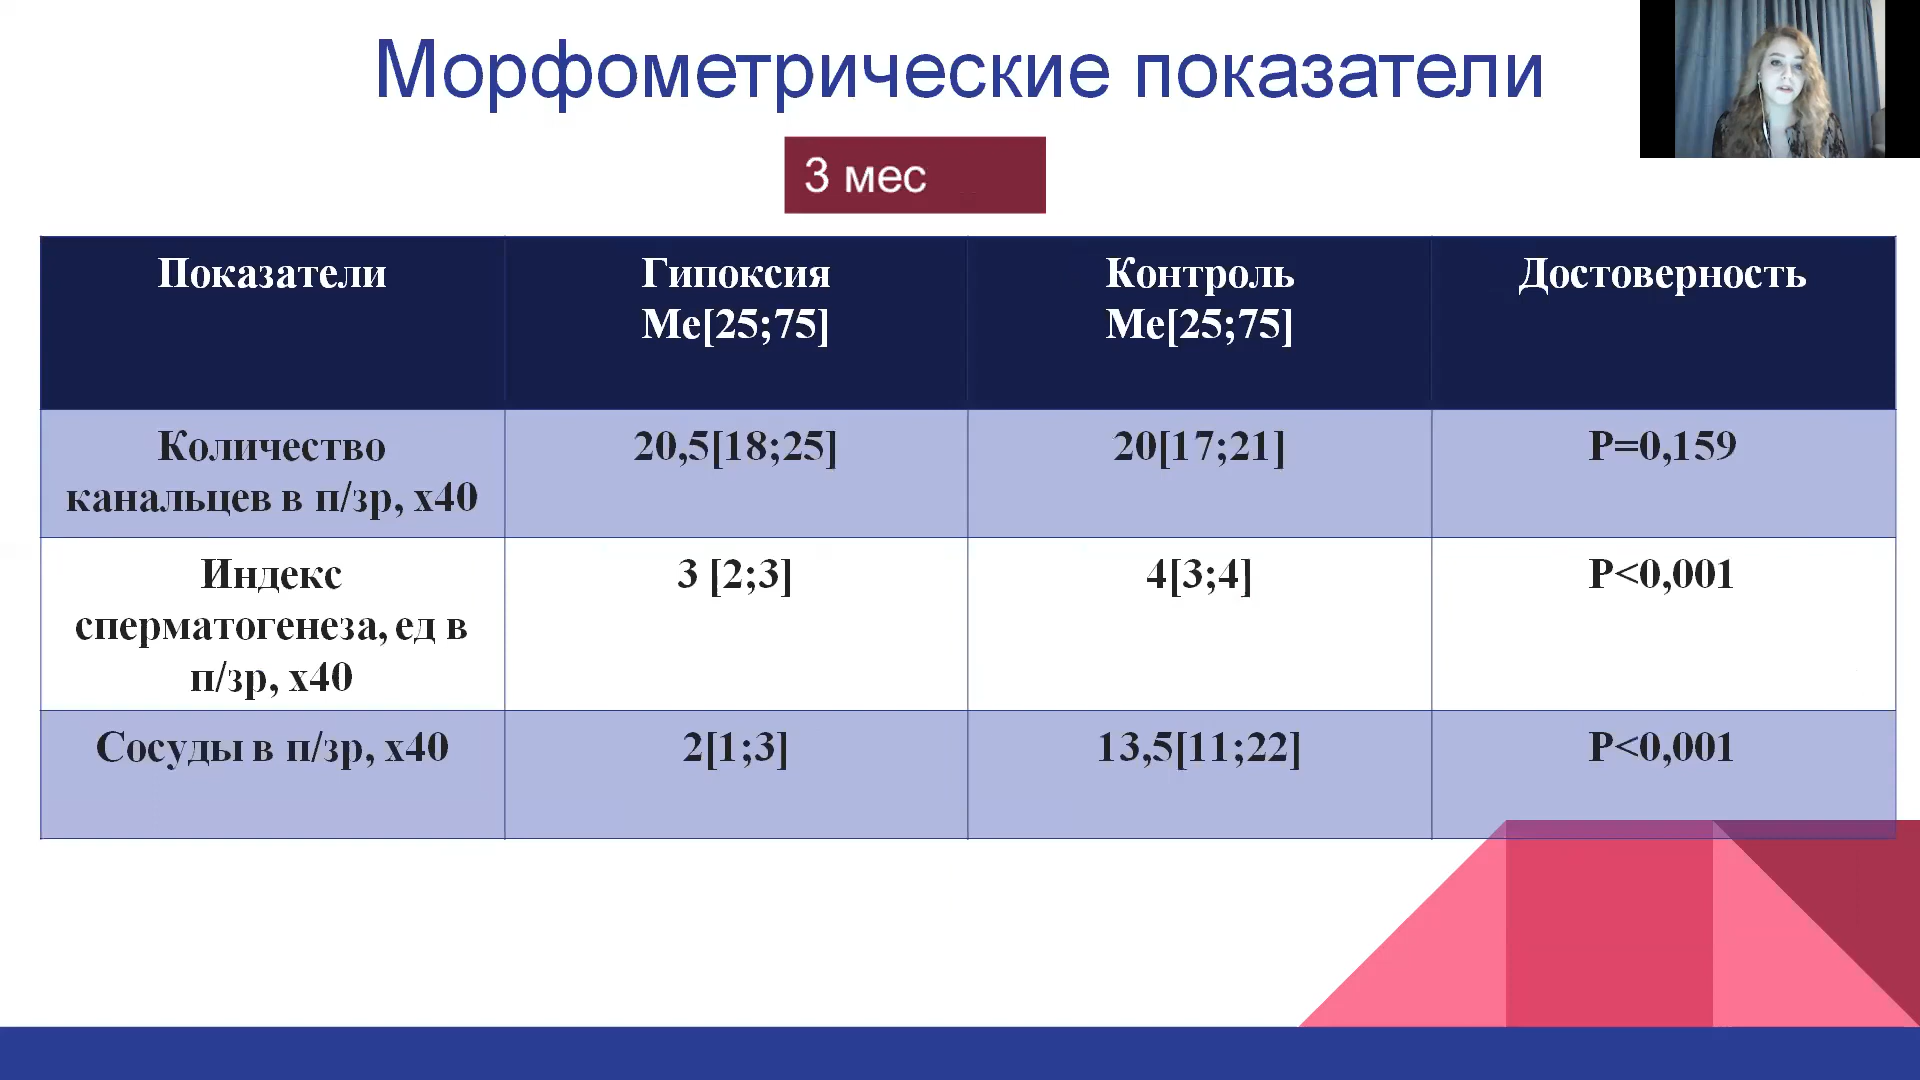 Морфометрические показатели
3 мес
Показатели
Гипоксия
Ме[25;75]
Контроль
Ме[25;75]
Достоверность
Количество
канальцев в п/зр, х40
20,5[18;25]
20[17;21]
Р=0,159
Индекс
сперматогенеза, ед в
п/зр, х40
3 [2;3]
4[3;4]
Р<0,001
Сосуды в п/зр, х40
2[1;3]
13,5[11;22]
Р<0,001